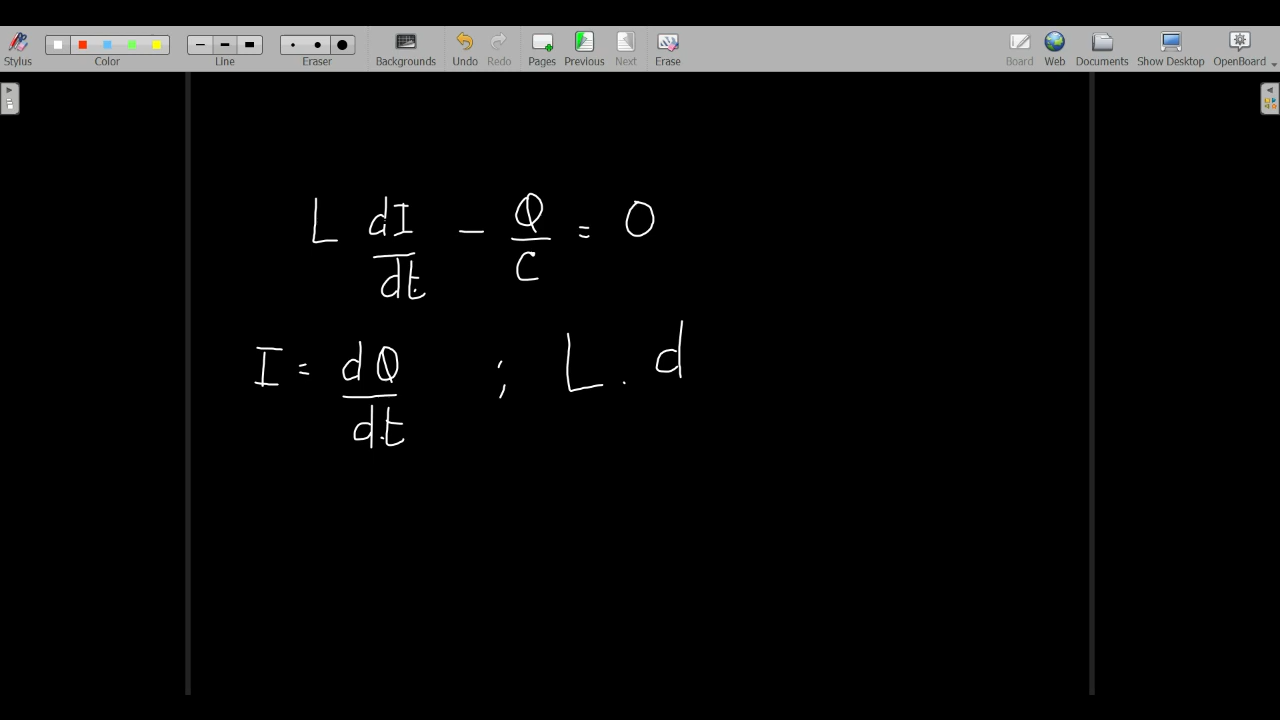 Stylus Color Line Eraser Backgrounds Undo Redo Pages Previous Next Erase Board Web Documents Show Desktop OpenBoard
L dI/dt - Q/C = 0
I = dQ/dt ; L . d